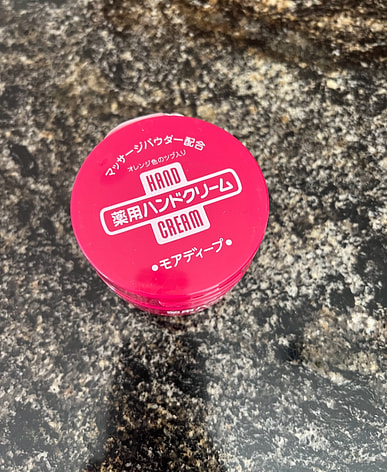 マッサージパウダー配合
オレンジ色のツブ入り
HAND
薬用ハンドクリーム
CREAM
•モアディープ•